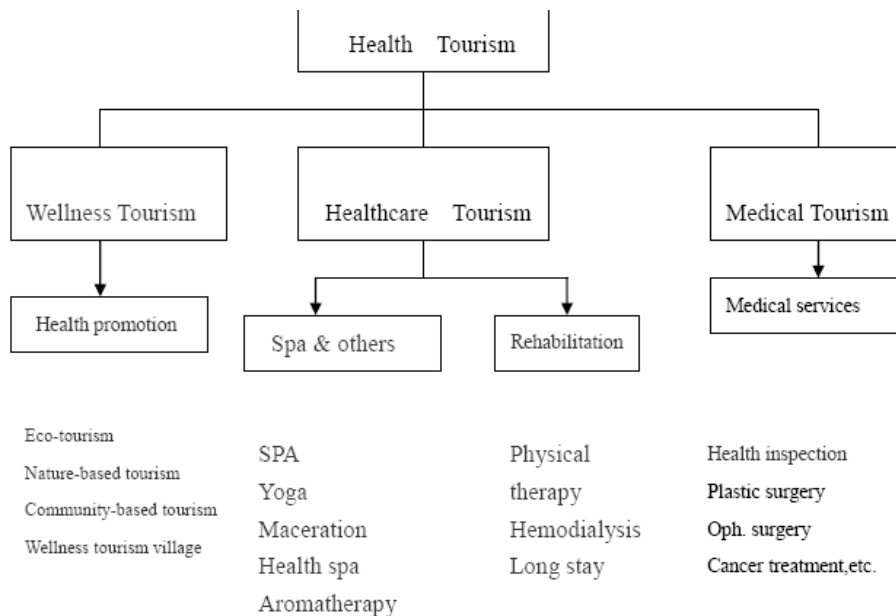 Health Tourism
Wellness Tourism
Healthcare Tourism
Medical Tourism
Health promotion
Spa & others
Rehabilitation
Medical services
Eco-tourism
Nature-based tourism
Community-based tourism
Wellness tourism village
SPA
Yoga
Maceration
Health spa
Aromatherapy
Physical
therapy
Hemodialysis
Long stay
Health inspection
Plastic surgery
Oph. surgery
Cancer treatment,etc.